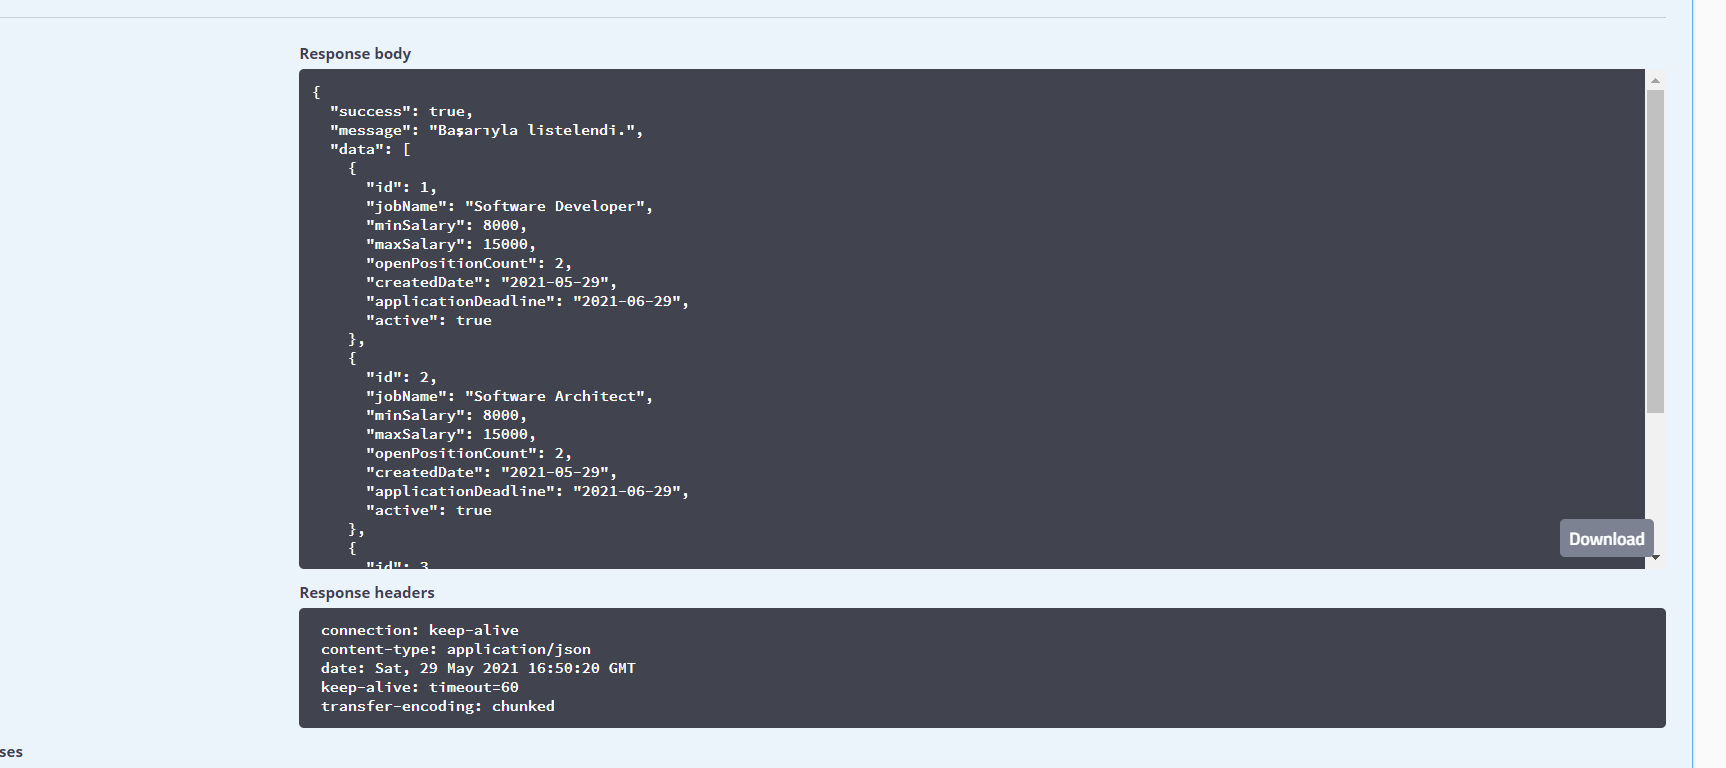 Response body
{
  "success": true,
  "message": "Başarıyla listelendi.",
  "data": [
    {
      "id": 1,
      "jobName": "Software Developer",
      "minSalary": 8000,
      "maxSalary": 15000,
      "openPositionCount": 2,
      "createdDate": "2021-05-29",
      "applicationDeadline": "2021-06-29",
      "active": true
    },
    {
      "id": 2,
      "jobName": "Software Architect",
      "minSalary": 8000,
      "maxSalary": 15000,
      "openPositionCount": 2,
      "createdDate": "2021-05-29",
      "applicationDeadline": "2021-06-29",
      "active": true
    },
    {
      "id": 3
Download
Response headers
connection: keep-alive
content-type: application/json
date: Sat, 29 May 2021 16:50:20 GMT
keep-alive: timeout=60
transfer-encoding: chunked
ses